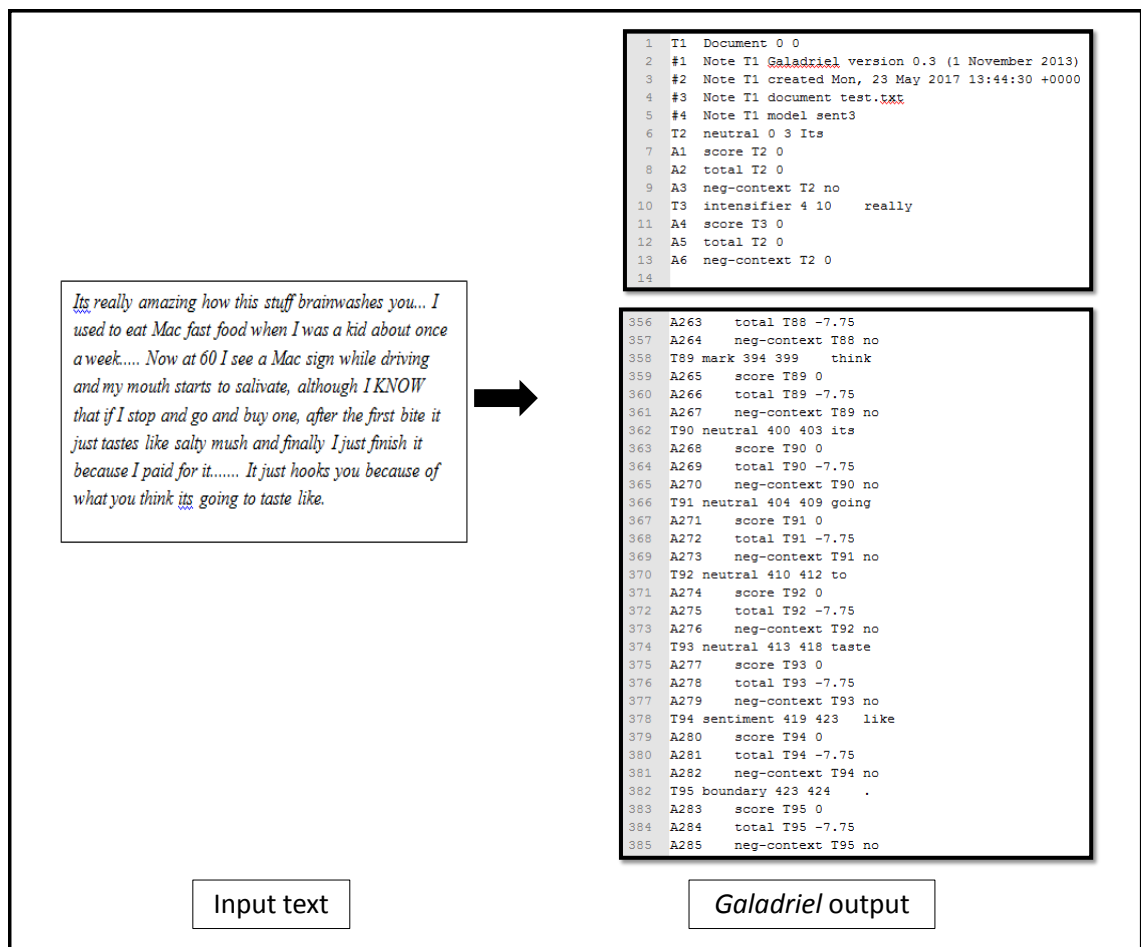 Its really amazing how this stuff brainwashes you... I
used to eat Mac fast food when I was a kid about once
a week..... Now at 60 I see a Mac sign while driving
and my mouth starts to salivate, although I KNOW
that if I stop and go and buy one, after the first bite it
just tastes like salty mush and finally I just finish it
because I paid for it....... It just hooks you because of
what you think its going to taste like.
Input text
1 T1 Document 0 0
2 #1 Note T1 Galadriel version 0.3 (1 November 2013)
3 #2 Note T1 created Mon, 23 May 2017 13:44:30 +0000
4 #3 Note T1 document test.txt
5 #4 Note T1 model sent3
6 T2 neutral 0 3 Its
7 A1 score T2 0
8 A2 total T2 0
9 A3 neg-context T2 no
10 T3 intensifier 4 10 really
11 A4 score T3 0
12 A5 total T2 0
13 A6 neg-context T2 0
14
356 A263 total T88 -7.75
357 A264 neg-context T88 no
358 T89 mark 394 399 think
359 A265 score T89 0
360 A266 total T89 -7.75
361 A267 neg-context T89 no
362 T90 neutral 400 403 its
363 A268 score T90 0
364 A269 total T90 -7.75
365 A270 neg-context T90 no
366 T91 neutral 404 409 going
367 A271 score T91 0
368 A272 total T91 -7.75
369 A273 neg-context T91 no
370 T92 neutral 410 412 to
371 A274 score T92 0
372 A275 total T92 -7.75
373 A276 neg-context T92 no
374 T93 neutral 413 418 taste
375 A277 score T93 0
376 A278 total T93 -7.75
377 A279 neg-context T93 no
378 T94 sentiment 419 423 like
379 A280 score T94 0
380 A281 total T94 -7.75
381 A282 neg-context T94 no
382 T95 boundary 423 424 .
383 A283 score T95 0
384 A284 total T95 -7.75
385 A285 neg-context T95 no
Galadriel output